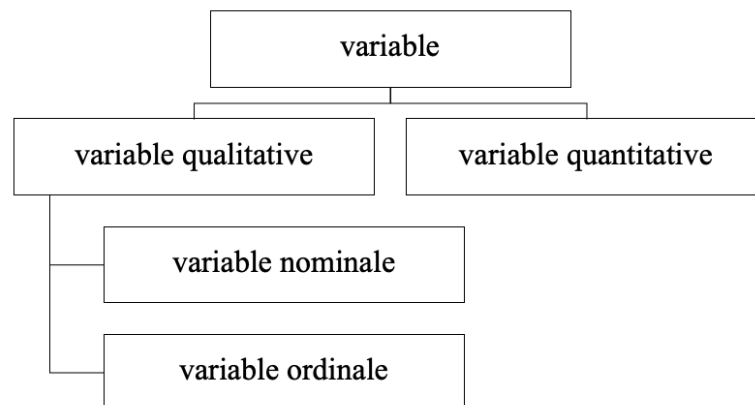 variable
variable qualitative
variable quantitative
variable nominale
variable ordinale